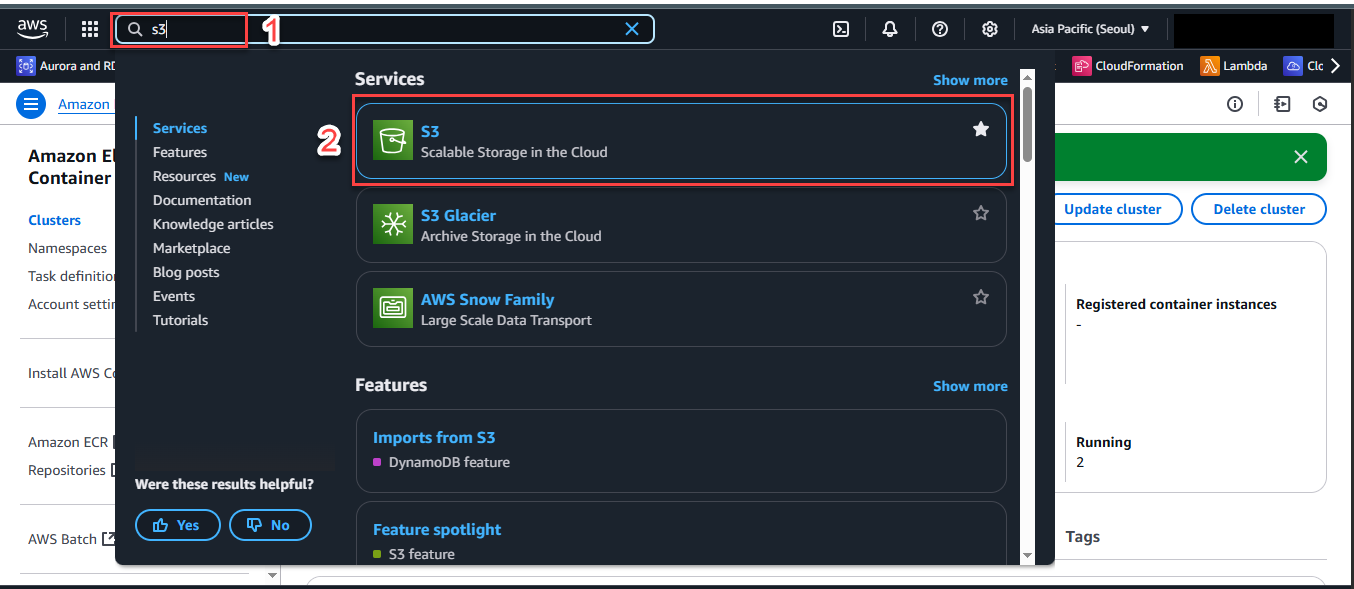 aws
s3
1
Asia Pacific (Seoul)
Aurora and RD
CloudFormation
Lambda
Clo
Amazon
Services
Show more
Services
Features
Resources New
Documentation
Knowledge articles
Marketplace
Blog posts
Events
Tutorials
2
S3
Scalable Storage in the Cloud
S3 Glacier
Archive Storage in the Cloud
AWS Snow Family
Large Scale Data Transport
Features
Show more
Imports from S3
DynamoDB feature
Feature spotlight
S3 feature
Were these results helpful?
Yes
No
Amazon El
Container
Clusters
Namespaces
Task definitio
Account settin
Install AWS Co
Amazon ECR
Repositories
AWS Batch
Update cluster
Delete cluster
Registered container instances
-
Running
2
Tags